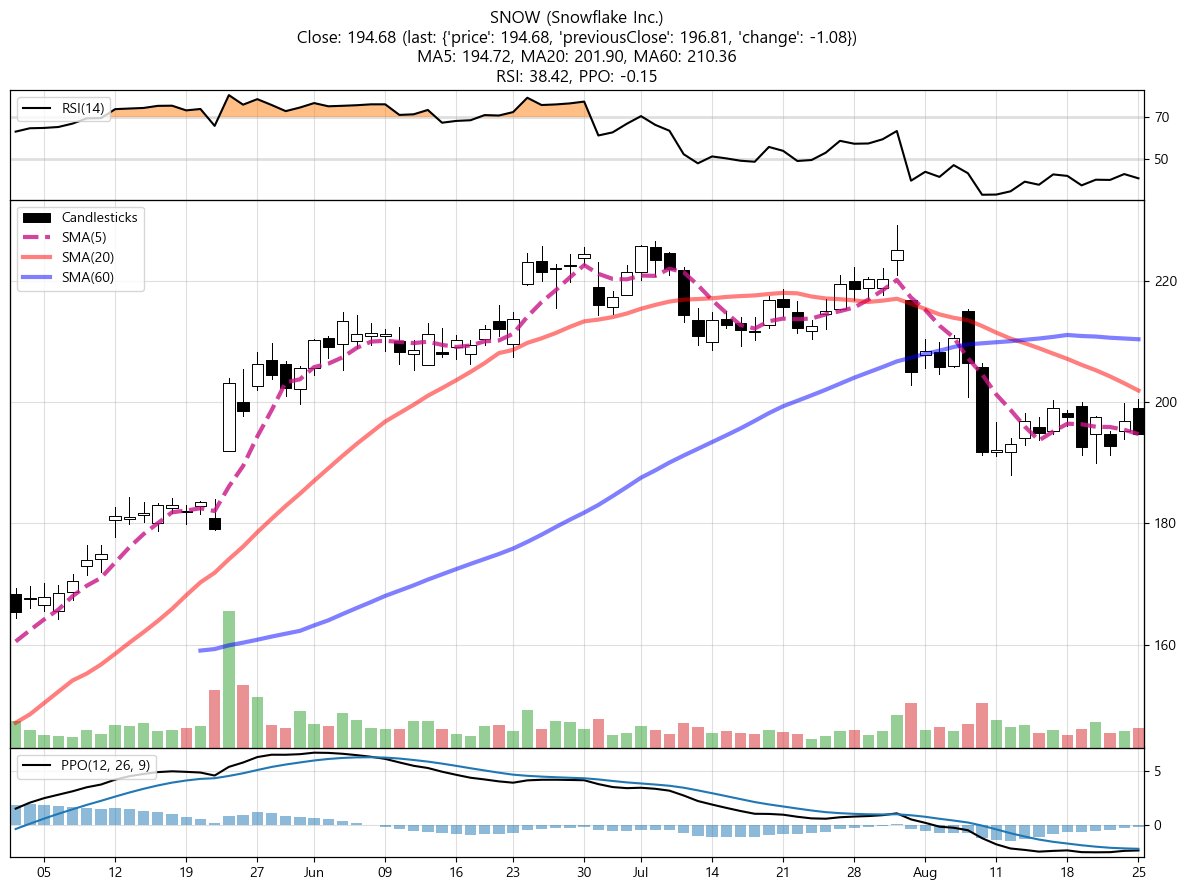 SNOW (Snowflake Inc.)
Close: 194.68 (last: {'price': 194.68, 'previousClose': 196.81, 'change': -1.08})
MA5: 194.72, MA20: 201.90, MA60: 210.36
RSI: 38.42, PPO: -0.15
RSI(14)
70
50
Candlesticks
SMA(5)
SMA(20)
SMA(60)
220
200
180
160
PPO(12, 26, 9)
5
0
05 12 19 27 Jun 09 16 23 Jul 14 21 28 Aug 11 18 25